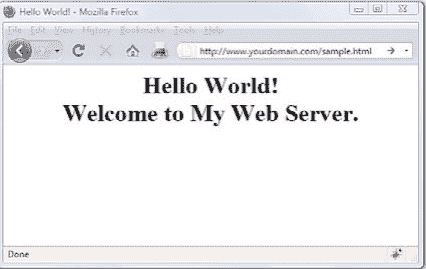 Hello World! - Mozilla Firefox
File Edit View History Bookmarks Tools Help
http://www.yourdomain.com/sample.html
Hello World!
Welcome to My Web Server.
Done